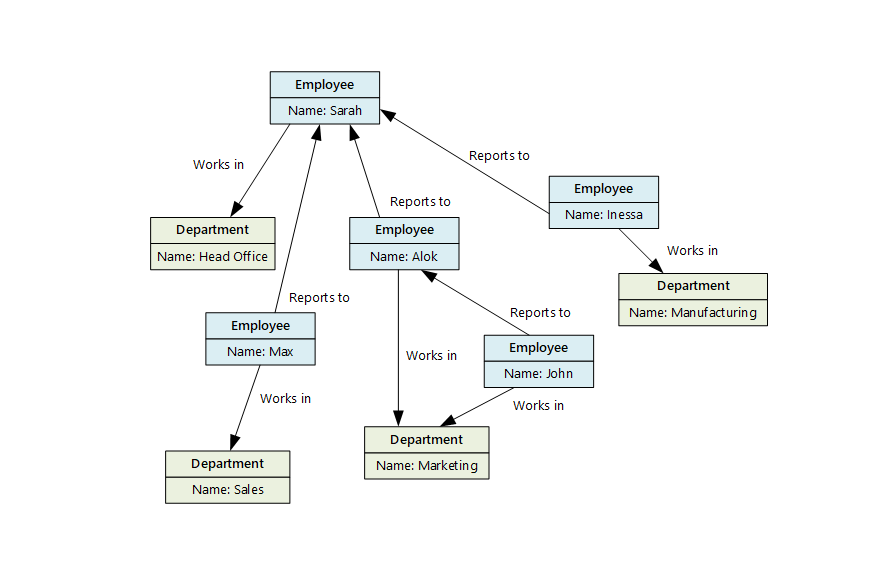 Employee
Name: Sarah
Works in
Reports to
Employee
Name: Inessa
Reports to
Department
Name: Head Office
Employee
Name: Alok
Works in
Department
Name: Manufacturing
Reports to
Employee
Name: Max
Reports to
Employee
Name: John
Works in
Works in
Works in
Department
Name: Marketing
Department
Name: Sales